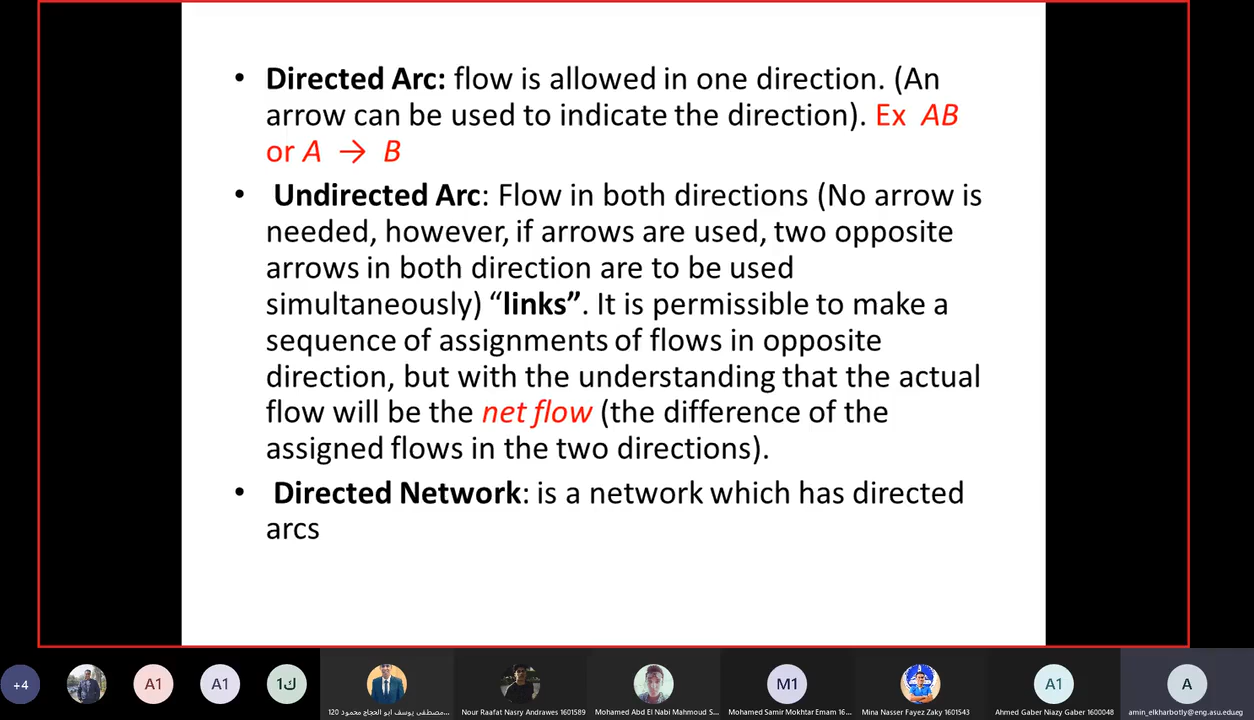 • Directed Arc: flow is allowed in one direction. (An
arrow can be used to indicate the direction). Ex AB
or A → B
• Undirected Arc: Flow in both directions (No arrow is
needed, however, if arrows are used, two opposite
arrows in both direction are to be used
simultaneously) “links”. It is permissible to make a
sequence of assignments of flows in opposite
direction, but with the understanding that the actual
flow will be the net flow (the difference of the
assigned flows in the two directions).
• Directed Network: is a network which has directed
arcs
+4
A1
A1
ك1
M1
A1
A
مصطفى يوسف ابو الحجاج محمود 120...
Nour Raafat Nasry Andrawes 1601589
Mohamed Abd El Nabi Mahmoud S...
Mohamed Samir Mokhtar Emam 16...
Mina Nasser Fayez Zaky 1601543
Ahmed Gaber Niazy Gaber 1600048
amin_elkharbotly@eng.asu.edueg